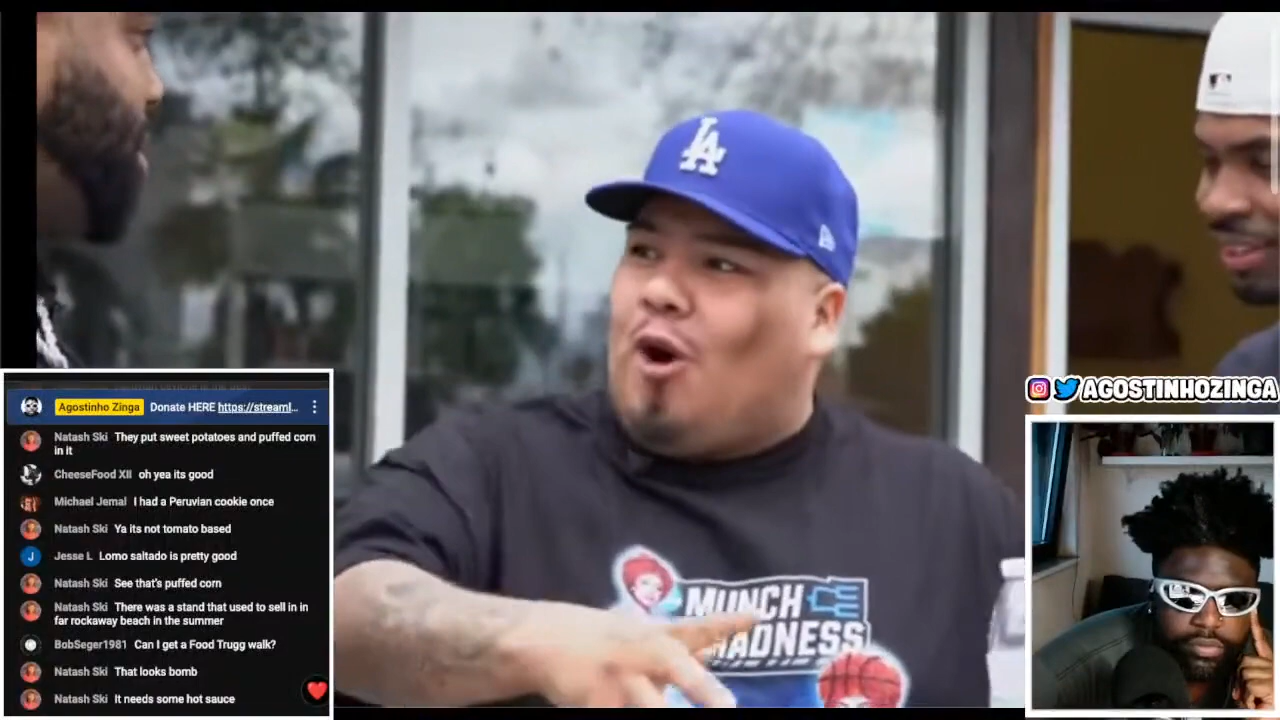 LA
MUNCH
MADNESS
AGOSTINHOZINGA
Agostinho Zinga Donate HERE https://streaml...
Natash Ski They put sweet potatoes and puffed corn
in it
CheeseFood XII oh yea its good
Michael Jemal I had a Peruvian cookie once
Natash Ski Ya its not tomato based
J Jesse L Lomo saltado is pretty good
Natash Ski See that's puffed corn
Natash Ski There was a stand that used to sell in in
far rockaway beach in the summer
BobSeger1981 Can I get a Food Trugg walk?
Natash Ski That looks bomb
Natash Ski It needs some hot sauce